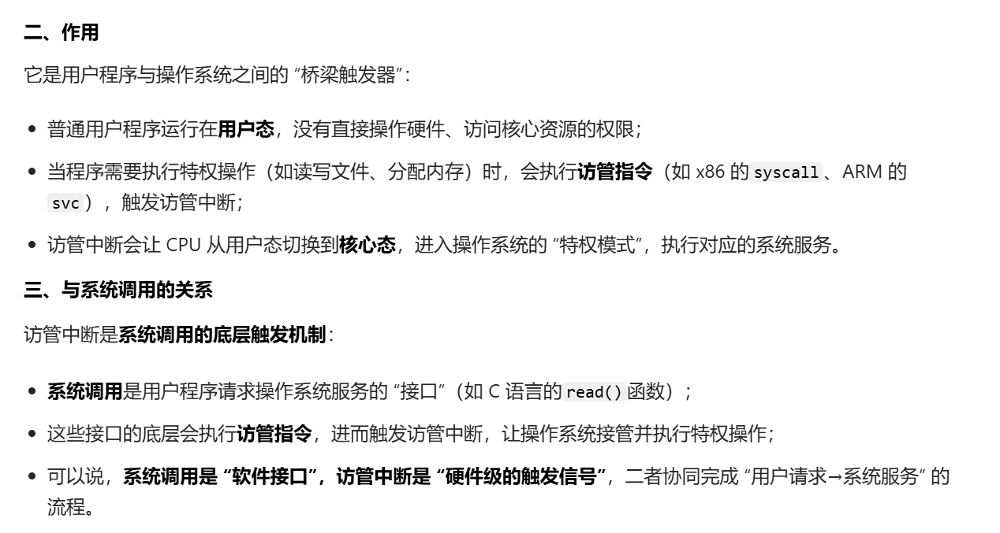 二、作用
它是用户程序与操作系统之间的 “桥梁触发器”：
• 普通用户程序运行在用户态，没有直接操作硬件、访问核心资源的权限；
• 当程序需要执行特权操作（如读写文件、分配内存）时，会执行访管指令（如 x86 的 syscall、ARM 的
svc），触发访管中断；
• 访管中断会让 CPU 从用户态切换到核心态，进入操作系统的 “特权模式”，执行对应的系统服务。
三、与系统调用的关系
访管中断是系统调用的底层触发机制：
• 系统调用是用户程序请求操作系统服务的 “接口”（如 C 语言的read()函数）；
• 这些接口的底层会执行访管指令，进而触发访管中断，让操作系统接管并执行特权操作；
• 可以说，系统调用是 “软件接口”，访管中断是 “硬件级的触发信号”，二者协同完成 “用户请求→系统服务” 的
流程。